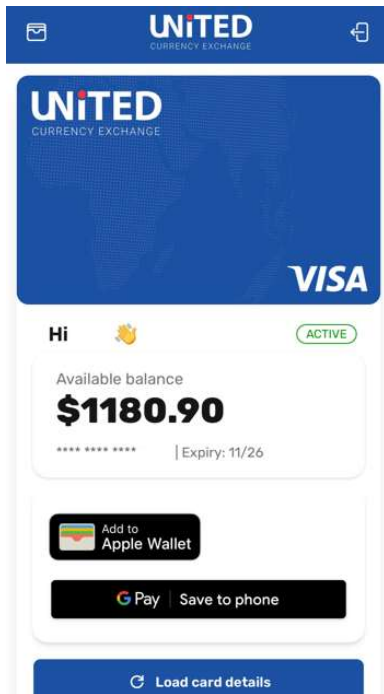 UNiTED
CURRENCY EXCHANGE
UNiTED
CURRENCY EXCHANGE
VISA
Hi 👋
ACTIVE
Available balance
$1180.90
**** **** **** | Expiry: 11/26
Add to
Apple Wallet
G Pay | Save to phone
Load card details